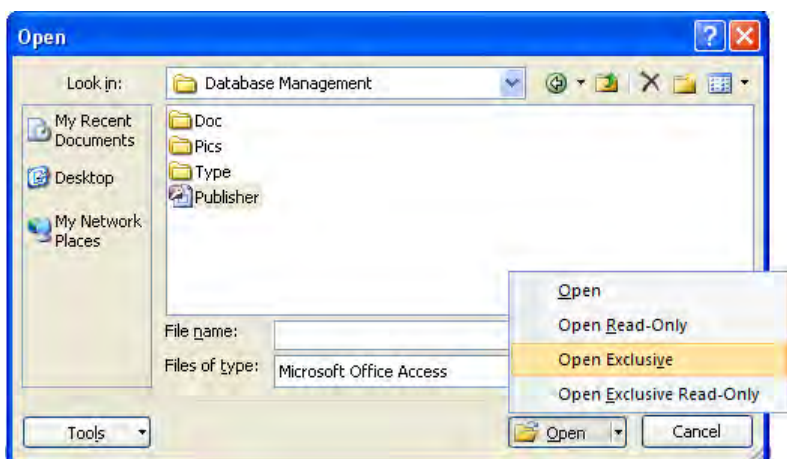 Open
Look in:
Database Management
My Recent
Documents
Desktop
My Network
Places
Doc
Pics
Type
Publisher
File name:
Files of type:
Microsoft Office Access
Open
Open Read-Only
Open Exclusive
Open Exclusive Read-Only
Tools
Open
Cancel